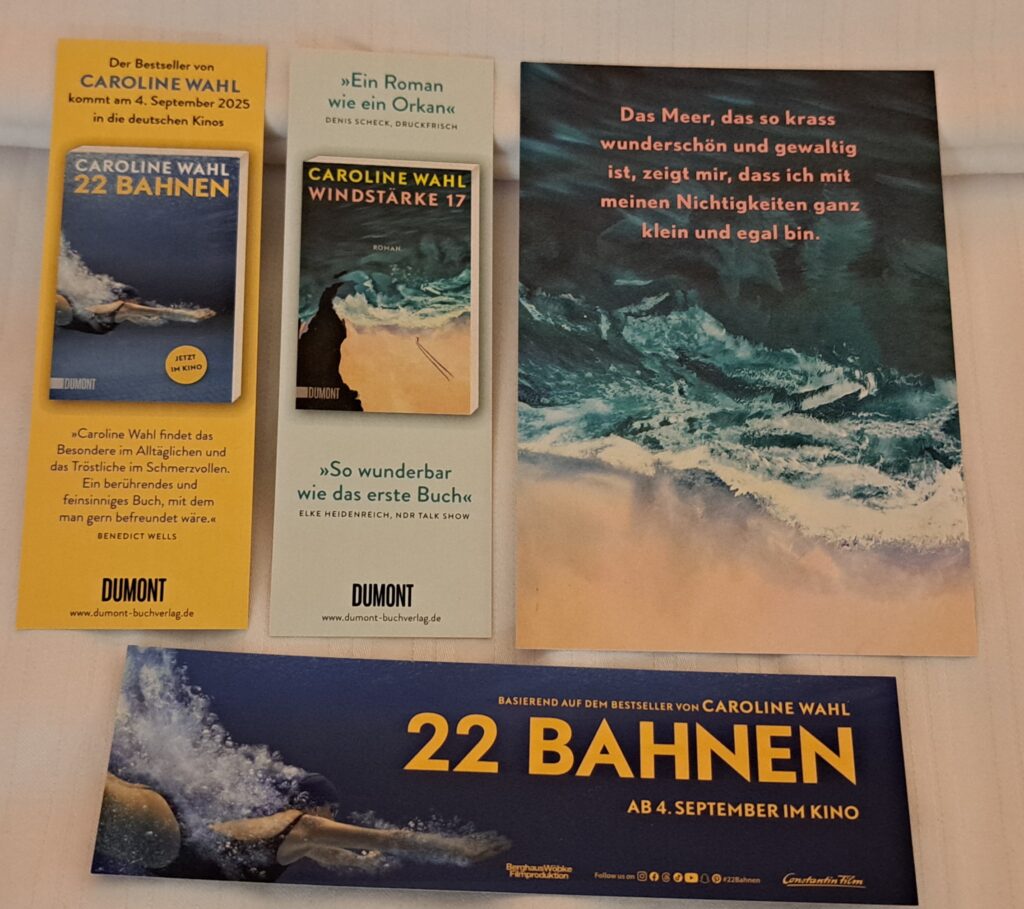 Der Bestseller von
CAROLINE WAHL
kommt am 4. September 2025
in die deutschen Kinos
CAROLINE WAHL
22 BAHNEN
JETZT
IM KINO
DUMONT
»Caroline Wahl findet das
Besondere im Alltäglichen und
das Tröstliche im Schmerzvollen.
Ein berührendes und
feinsinniges Buch, mit dem
man gern befreundet wäre.«
BENEDICT WELLS
DUMONT
www.dumont-buchverlag.de
»Ein Roman
wie ein Orkan«
DENIS SCHECK, DRUCKFRISCH
CAROLINE WAHL
WINDSTÄRKE 17
ROMAN
DUMONT
»So wunderbar
wie das erste Buch«
ELKE HEIDENREICH, NDR TALK SHOW
DUMONT
www.dumont-buchverlag.de
Das Meer, das so krass
wunderschön und gewaltig
ist, zeigt mir, dass ich mit
meinen Nichtigkeiten ganz
klein und egal bin.
BASIEREND AUF DEM BESTSELLER VON CAROLINE WAHL
22 BAHNEN
AB 4. SEPTEMBER IM KINO
BerghausWöbke
Filmproduktion
Follow us on #22Bahnen
Constantin Film